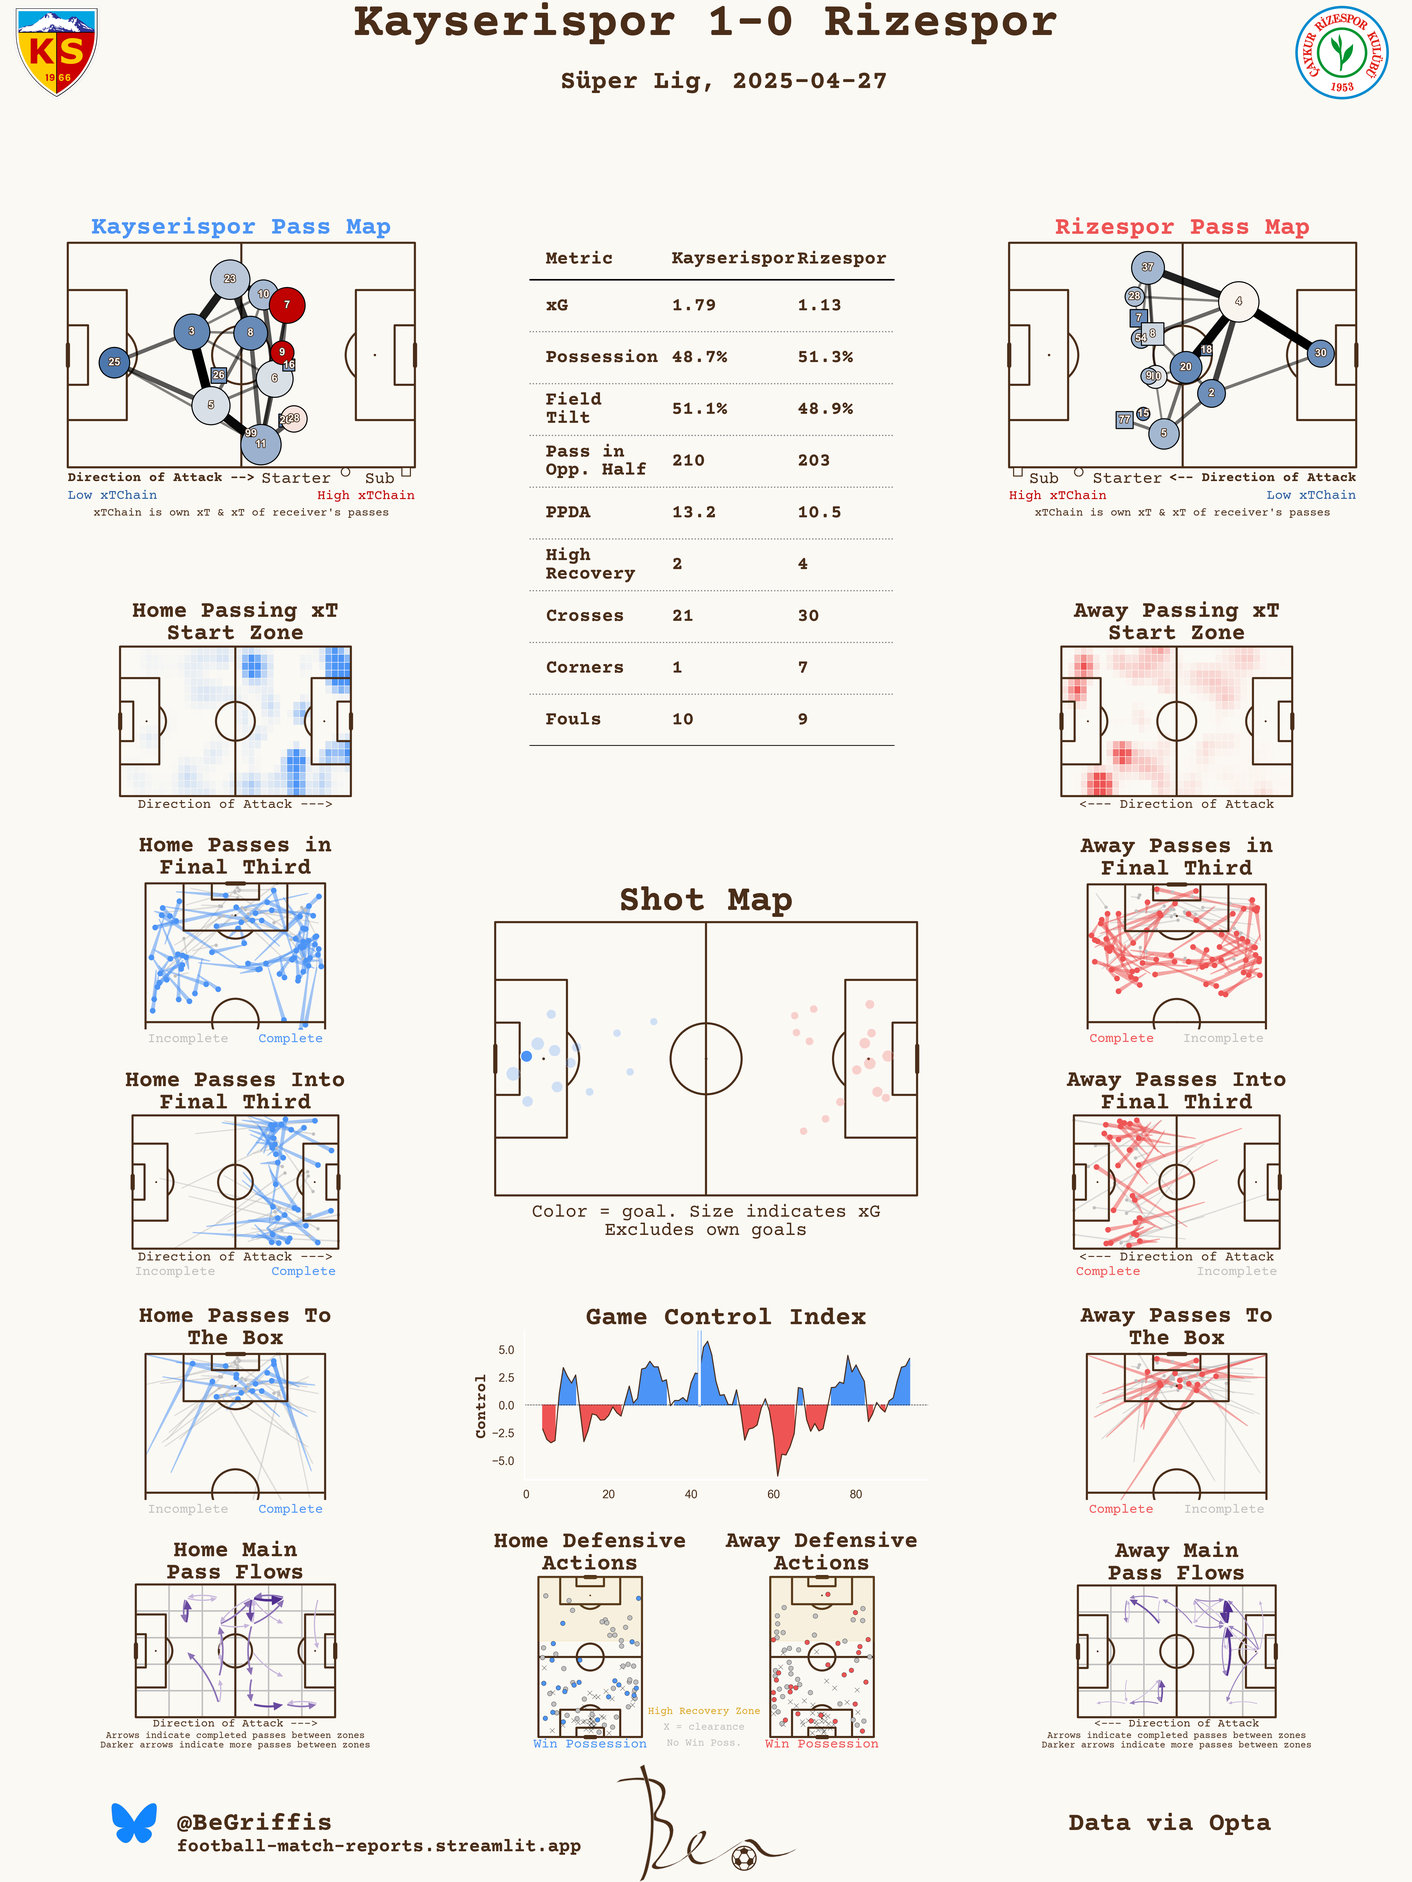 Kayserispor 1-0 Rizespor
Süper Lig, 2025-04-27
KS
1966
ÇAYKUR RİZESPOR KULÜBÜ
1953
Kayserispor Pass Map
23
10
7
3
8
9
25
16
26
6
5
28
99
11
Direction of Attack --> Starter Sub
Low xTChain High xTChain
xTChain is own xT & xT of receiver's passes
Metric Kayserispor Rizespor
xG 1.79 1.13
Possession 48.7% 51.3%
Field
Tilt 51.1% 48.9%
Pass in
Opp. Half 210 203
PPDA 13.2 10.5
High
Recovery 2 4
Crosses 21 30
Corners 1 7
Fouls 10 9
Rizespor Pass Map
37
28
4
7
8
54
18
30
20
9
2
77
15
5
Sub Starter <-- Direction of Attack
High xTChain Low xTChain
xTChain is own xT & xT of receiver's passes
Home Passing xT
Start Zone
Direction of Attack --->
Away Passing xT
Start Zone
<--- Direction of Attack
Home Passes in
Final Third
Incomplete Complete
Away Passes in
Final Third
Complete Incomplete
Shot Map
Color = goal. Size indicates xG
Excludes own goals
Home Passes Into
Final Third
Direction of Attack --->
Incomplete Complete
Away Passes Into
Final Third
<--- Direction of Attack
Complete Incomplete
Home Passes To
The Box
Incomplete Complete
Game Control Index
Control
5.0
2.5
0.0
−2.5
−5.0
0 20 40 60 80
Away Passes To
The Box
Complete Incomplete
Home Main
Pass Flows
Direction of Attack --->
Arrows indicate completed passes between zones
Darker arrows indicate more passes between zones
Home Defensive
Actions
Win Possession
High Recovery Zone
X = clearance
No Win Poss.
Away Defensive
Actions
Win Possession
Away Main
Pass Flows
<--- Direction of Attack
Arrows indicate completed passes between zones
Darker arrows indicate more passes between zones
@BeGriffis
football-match-reports.streamlit.app
Ben
Data via Opta